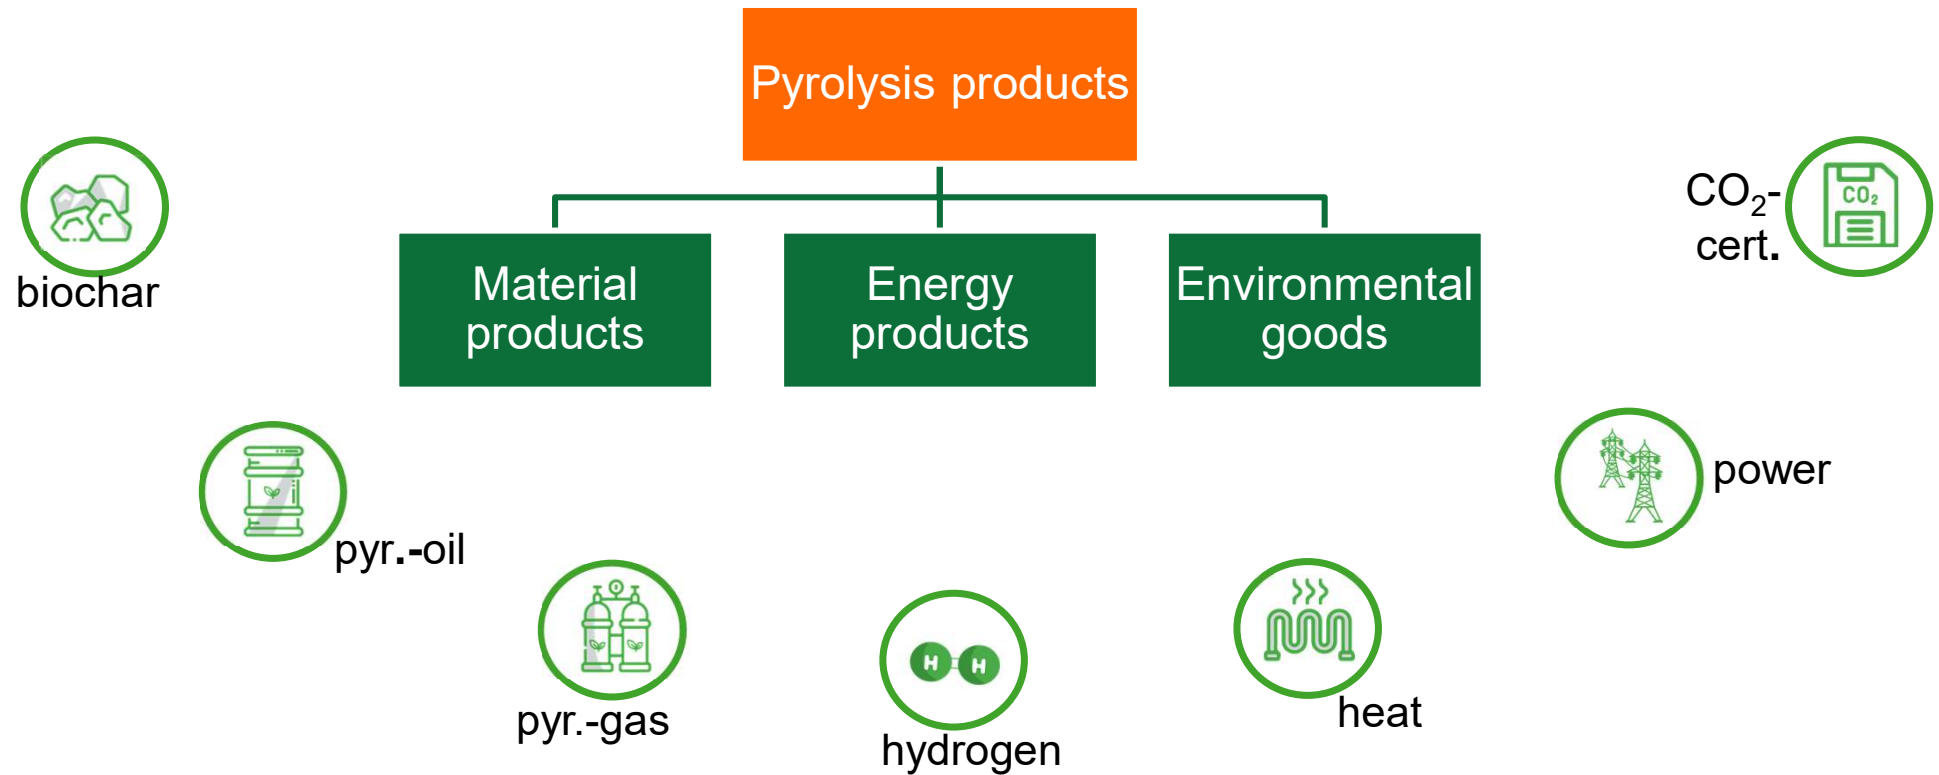 Pyrolysis products
Material
products
Energy
products
Environmental
goods
biochar
pyr.-oil
pyr.-gas
H H
hydrogen
heat
power
CO₂-
cert.
CO₂